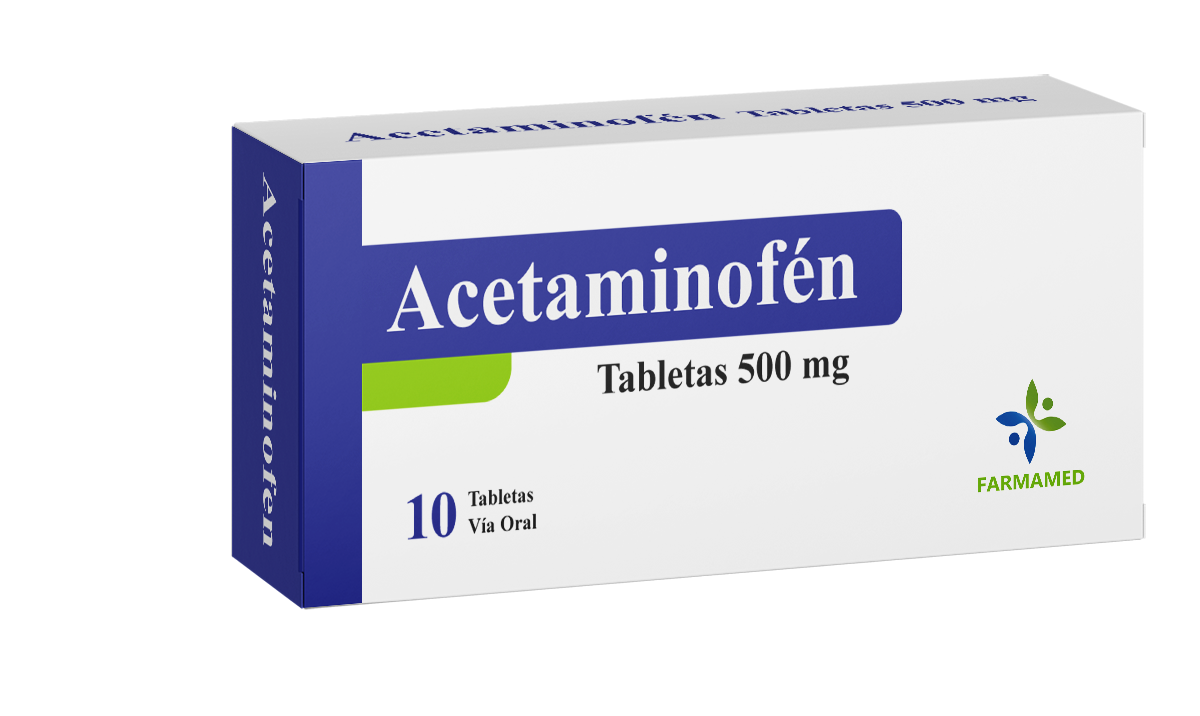 Acetaminofén Tabletas 500 mg
Acetaminofén
Acetaminofén
Tabletas 500 mg
10 Tabletas
Vía Oral
FARMAMED